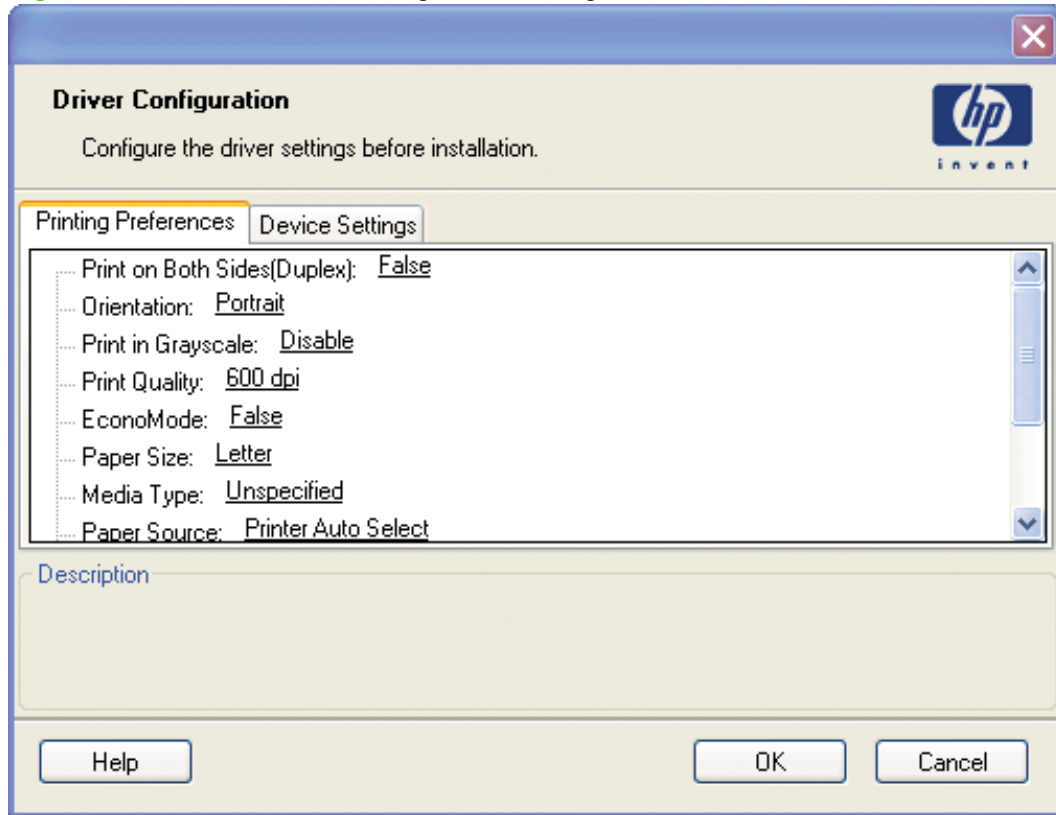 Driver Configuration
Configure the driver settings before installation.
hp
invent
Printing Preferences
Device Settings
Print on Both Sides(Duplex): False
Orientation: Portrait
Print in Grayscale: Disable
Print Quality: 600 dpi
EconoMode: False
Paper Size: Letter
Media Type: Unspecified
Paper Source: Printer Auto Select
Description
Help
OK
Cancel